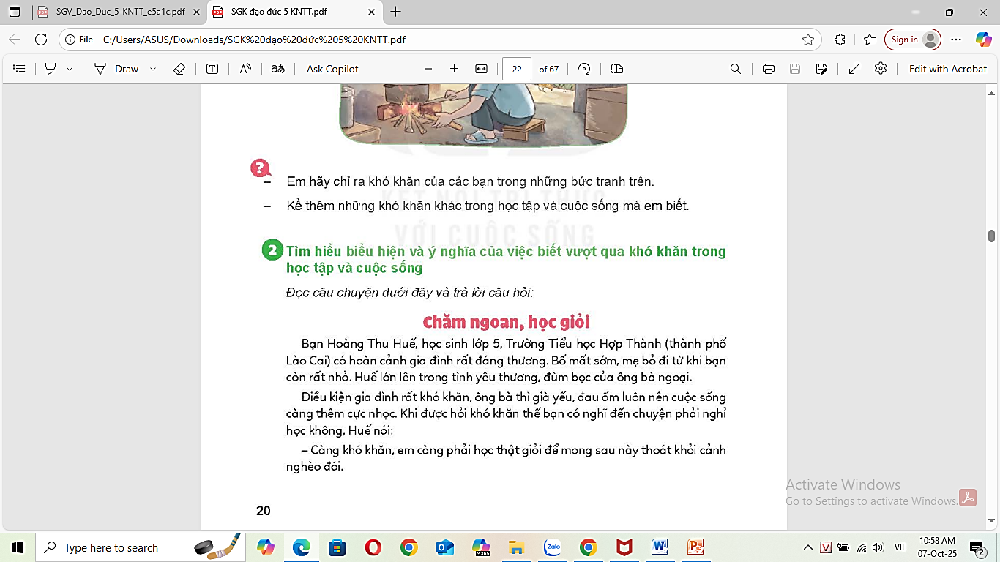 SGV_Dao_Duc_5-KNTT_e5a1c.pdf
SGK đạo đức 5 KNTT.pdf
File
C:/Users/ASUS/Downloads/SGK%20đạo%20đức%205%20KNTT.pdf
Sign in
Draw
Ask Copilot
22
of 67
Edit with Acrobat
?
– Em hãy chỉ ra khó khăn của các bạn trong những bức tranh trên.
KẾT NỐI TRI THỨC
– Kể thêm những khó khăn khác trong học tập và cuộc sống mà em biết.
VỚI CUỘC SỐNG
2 Tìm hiểu biểu hiện và ý nghĩa của việc biết vượt qua khó khăn trong
học tập và cuộc sống
Đọc câu chuyện dưới đây và trả lời câu hỏi:
Chăm ngoan, học giỏi
Bạn Hoàng Thu Huế, học sinh lớp 5, Trường Tiểu học Hợp Thành (thành phố
Lào Cai) có hoàn cảnh gia đình rất đáng thương. Bố mất sớm, mẹ bỏ đi từ khi bạn
còn rất nhỏ. Huế lớn lên trong tình yêu thương, đùm bọc của ông bà ngoại.
Điều kiện gia đình rất khó khăn, ông bà thì già yếu, đau ốm luôn nên cuộc sống
càng thêm cực nhọc. Khi được hỏi khó khăn thế bạn có nghĩ đến chuyện phải nghỉ
học không, Huế nói:
– Càng khó khăn, em càng phải học thật giỏi để mong sau này thoát khỏi cảnh
nghèo đói.
20
Activate Windows
Go to Settings to activate Windows.
Type here to search
M365
Zalo
VIE
10:58 AM
07-Oct-25
2